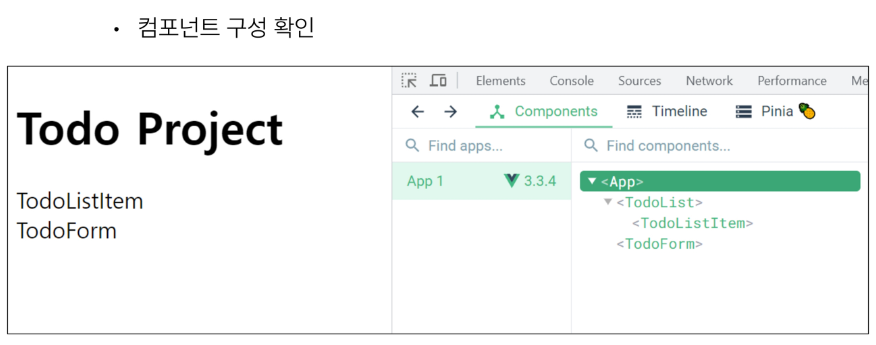 • 컴포넌트 구성 확인
Todo Project
TodoListItem
TodoForm
Elements Console Sources Network Performance Me
Components Timeline Pinia 🍍
Find apps... Find components...
App 1 3.3.4
<App>
<TodoList>
<TodoListItem>
<TodoForm>